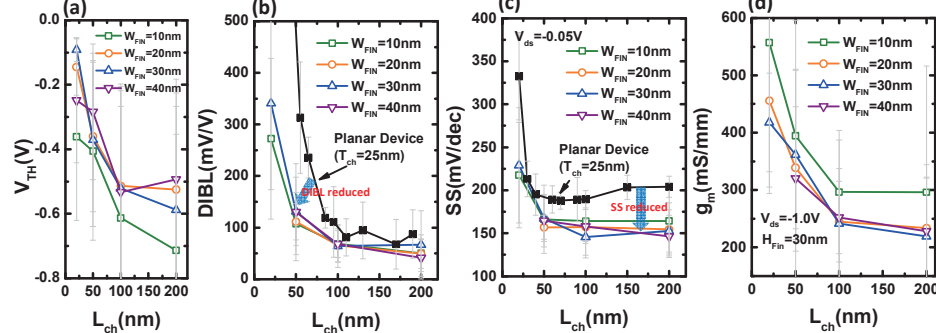 (a)
W_FIN=10nm
W_FIN=20nm
W_FIN=30nm
W_FIN=40nm
0.0
-0.2
-0.4
-0.6
-0.8
V_TH(V)
0 50 100 150 200
L_ch(nm)
(b)
W_FIN=10nm
W_FIN=20nm
W_FIN=30nm
W_FIN=40nm
Planar Device
(T_ch=25nm)
DIBL reduced
500
400
300
200
100
0
DIBL(mV/V)
0 50 100 150 200
L_ch(nm)
(c)
V_ds=-0.05V
W_FIN=10nm
W_FIN=20nm
W_FIN=30nm
W_FIN=40nm
Planar Device
(T_ch=25nm)
SS reduced
400
350
300
250
200
150
100
SS(mV/dec)
0 50 100 150 200
L_ch(nm)
(d)
W_FIN=10nm
W_FIN=20nm
W_FIN=30nm
W_FIN=40nm
V_ds=-1.0V
H_Fin=30nm
600
500
400
300
200
g_m(mS/mm)
0 50 100 150 200
L_ch(nm)